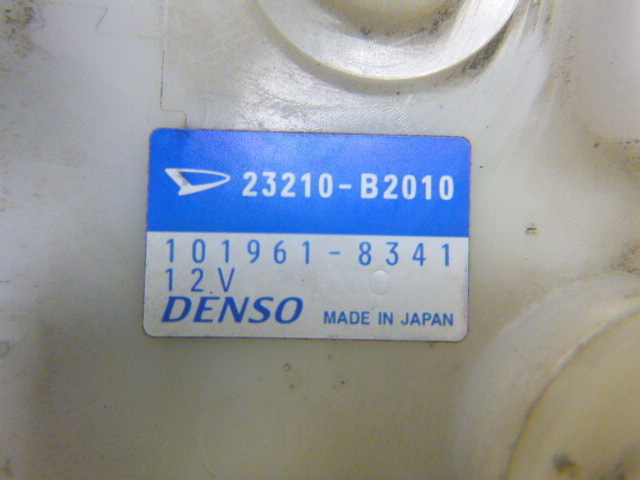 23210-B2010
101961-8341
12V
DENSO MADE IN JAPAN